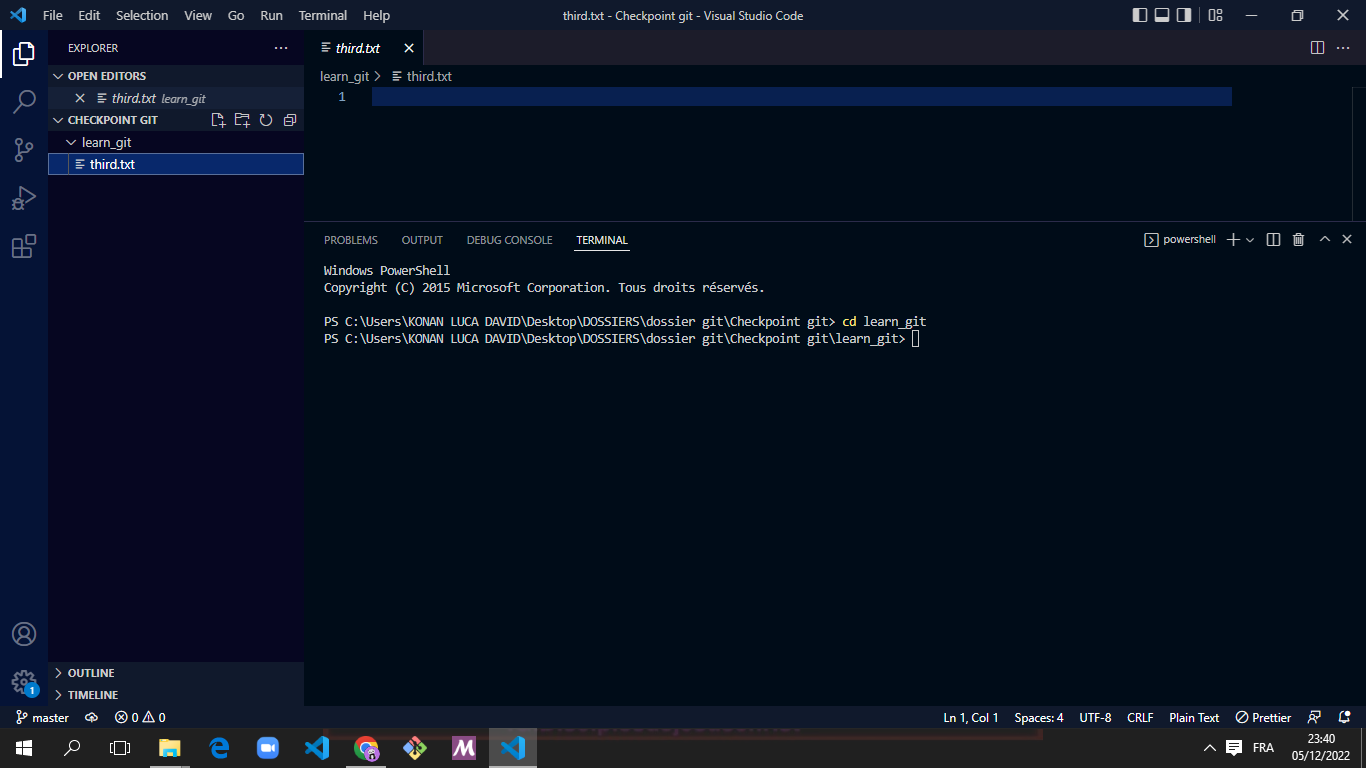 File Edit Selection View Go Run Terminal Help
third.txt - Checkpoint git - Visual Studio Code
EXPLORER
OPEN EDITORS
third.txt learn_git
CHECKPOINT GIT
learn_git
third.txt
OUTLINE
TIMELINE
third.txt
learn_git > third.txt
1
PROBLEMS OUTPUT DEBUG CONSOLE TERMINAL
powershell
Windows PowerShell
Copyright (C) 2015 Microsoft Corporation. Tous droits réservés.
PS C:\Users\KONAN LUCA DAVID\Desktop\DOSSIERS\dossier git\Checkpoint git> cd learn_git
PS C:\Users\KONAN LUCA DAVID\Desktop\DOSSIERS\dossier git\Checkpoint git\learn_git>
1
master 0 0 Ln 1, Col 1 Spaces: 4 UTF-8 CRLF Plain Text Prettier
FRA
23:40
05/12/2022